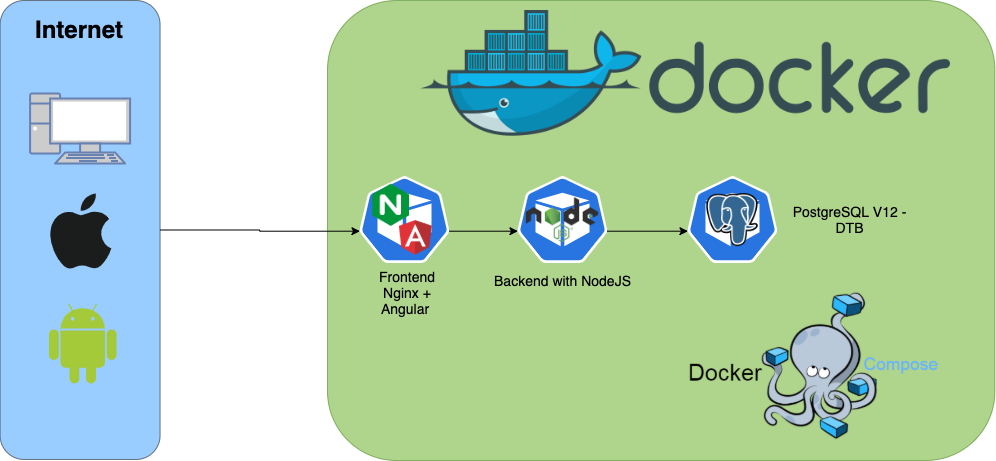 Internet
docker
N
A
node
JS
Frontend
Nginx +
Angular
Backend with NodeJS
PostgreSQL V12 -
DTB
Docker
Compose